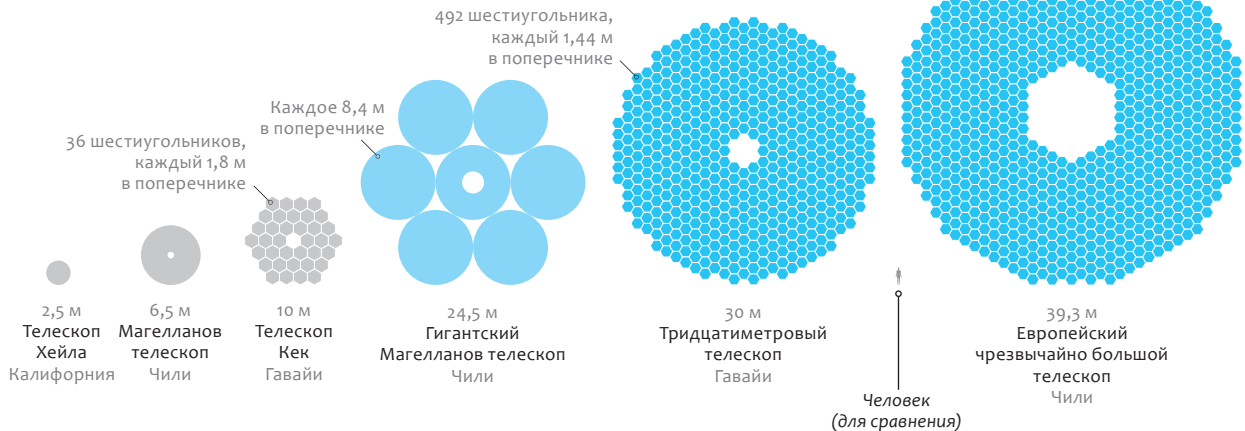 492 шестиугольника,
каждый 1,44 м
в поперечнике
Каждое 8,4 м
в поперечнике
36 шестиугольников,
каждый 1,8 м
в поперечнике
2,5 м
Телескоп
Хейла
Калифорния
6,5 м
Магелланов
телескоп
Чили
10 м
Телескоп
Кек
Гавайи
24,5 м
Гигантский
Магелланов телескоп
Чили
30 м
Тридцатиметровый
телескоп
Гавайи
Человек
(для сравнения)
39,3 м
Европейский
чрезвычайно большой
телескоп
Чили